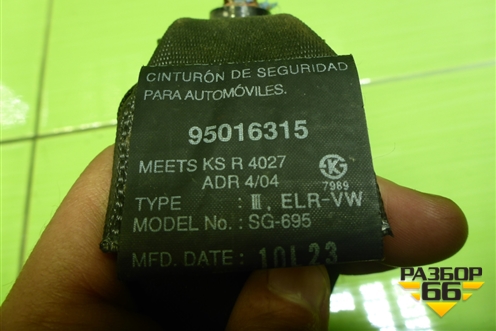 CINTURÓN DE SEGURIDAD
PARA AUTOMÓVILES.
95016315
MEETS KS R 4027
ADR 4/04
K
7989
TYPE : III, ELR-VW
MODEL No. : SG-695
MFD. DATE : 10L23
РАЗБОР
66